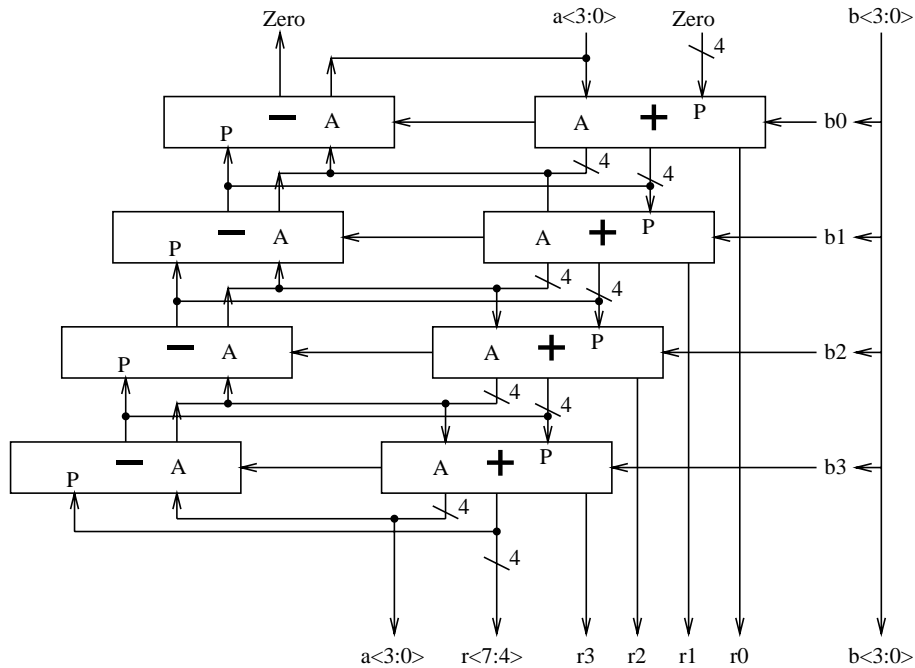 Zero a<3:0> Zero b<3:0>
4
P − A A + P b0
4 4
P − A A + P b1
4 4
P − A A + P b2
4 4
P − A A + P b3
4
4
a<3:0> r<7:4> r3 r2 r1 r0 b<3:0>